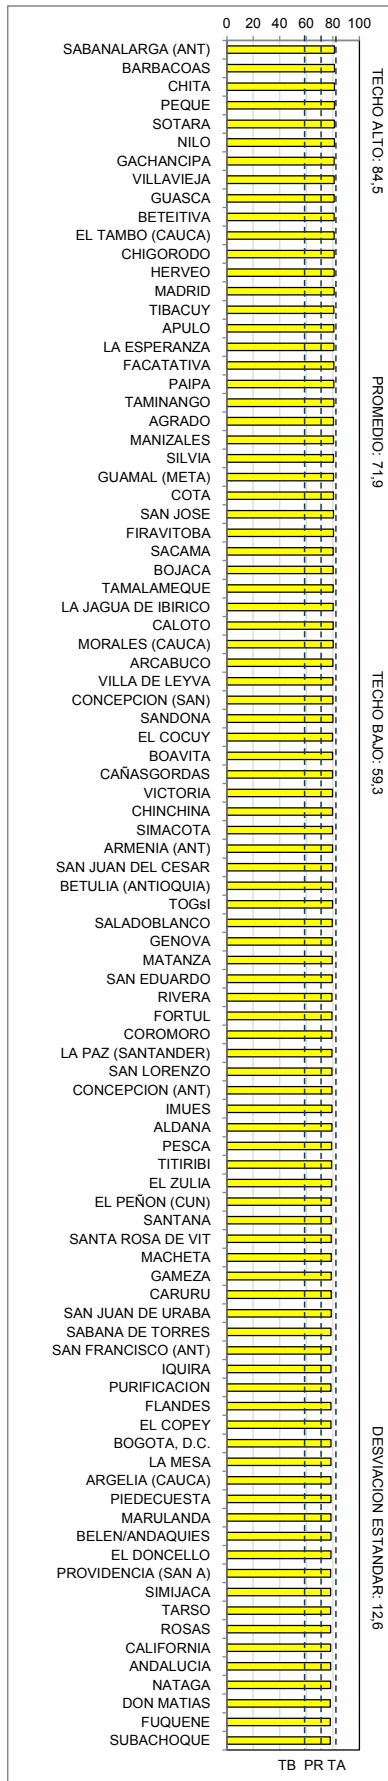 0 20 40 60 80 100
SABANALARGA (ANT)
BARBACOAS
CHITA
PEQUE
SOTARA
NILO
GACHANCIPA
VILLAVIEJA
GUASCA
BETEITIVA
EL TAMBO (CAUCA)
CHIGORODO
HERVEO
MADRID
TIBACUY
APULO
LA ESPERANZA
FACATATIVA
PAIPA
TAMINANGO
AGRADO
MANIZALES
SILVIA
GUAMAL (META)
COTA
SAN JOSE
FIRAVITOBA
SACAMA
BOJACA
TAMALAMEQUE
LA JAGUA DE IBIRICO
CALOTO
MORALES (CAUCA)
ARCABUCO
VILLA DE LEYVA
CONCEPCION (SAN)
SANDONA
EL COCUY
BOAVITA
CAÑASGORDAS
VICTORIA
CHINCHINA
SIMACOTA
ARMENIA (ANT)
SAN JUAN DEL CESAR
BETULIA (ANTIOQUIA)
TOGsI
SALADOBLANCO
GENOVA
MATANZA
SAN EDUARDO
RIVERA
FORTUL
COROMORO
LA PAZ (SANTANDER)
SAN LORENZO
CONCEPCION (ANT)
IMUES
ALDANA
PESCA
TITIRIBI
EL ZULIA
EL PEÑON (CUN)
SANTANA
SANTA ROSA DE VIT
MACHETA
GAMEZA
CARURU
SAN JUAN DE URABA
SABANA DE TORRES
SAN FRANCISCO (ANT)
IQUIRA
PURIFICACION
FLANDES
EL COPEY
BOGOTA, D.C.
LA MESA
ARGELIA (CAUCA)
PIEDECUESTA
MARULANDA
BELEN/ANDAQUIES
EL DONCELLO
PROVIDENCIA (SAN A)
SIMIJACA
TARSO
ROSAS
CALIFORNIA
ANDALUCIA
NATAGA
DON MATIAS
FUQUENE
SUBACHOQUE
TB PR TA
TECHO ALTO: 84,5
PROMEDIO: 71,9
TECHO BAJO: 59,3
DESVIACION ESTANDAR: 12,6